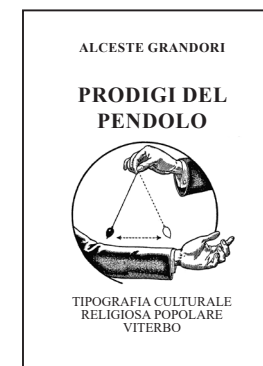 ALCESTE GRANDORI
PRODIGI DEL
PENDOLO
TIPOGRAFIA CULTURALE
RELIGIOSA POPOLARE
VITERBO